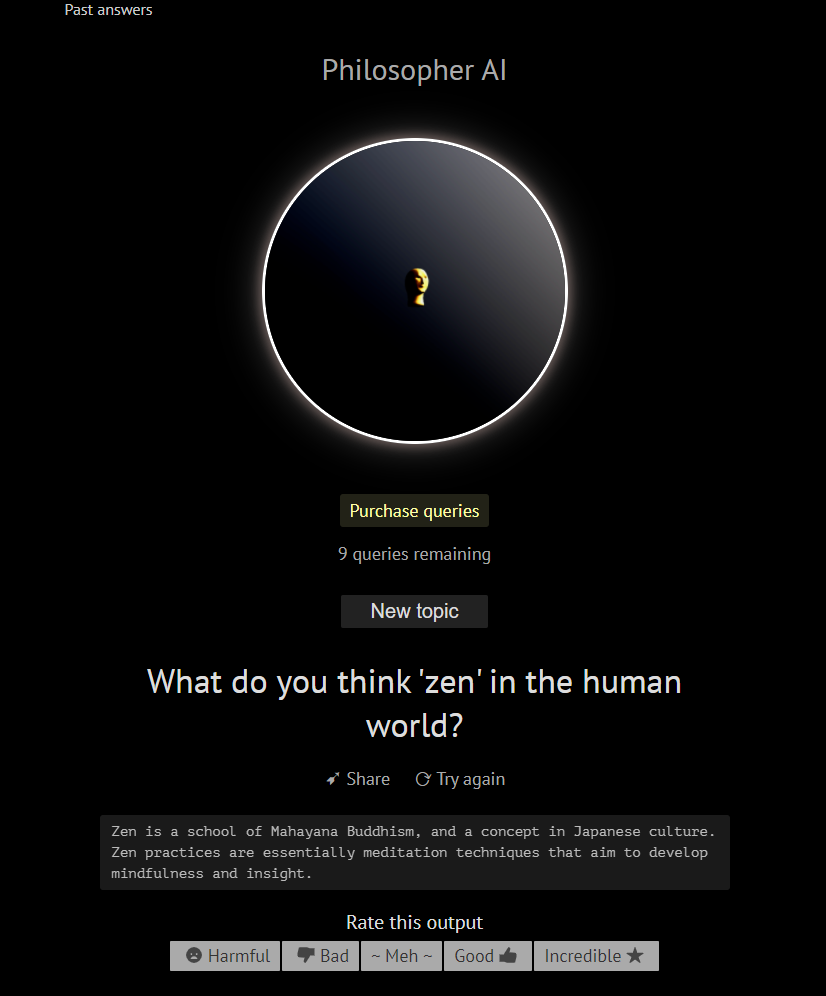 Past answers
Philosopher AI
Purchase queries
9 queries remaining
New topic
What do you think 'zen' in the human
world?
Share Try again
Zen is a school of Mahayana Buddhism, and a concept in Japanese culture.
Zen practices are essentially meditation techniques that aim to develop
mindfulness and insight.
Rate this output
Harmful Bad ~ Meh ~ Good Incredible